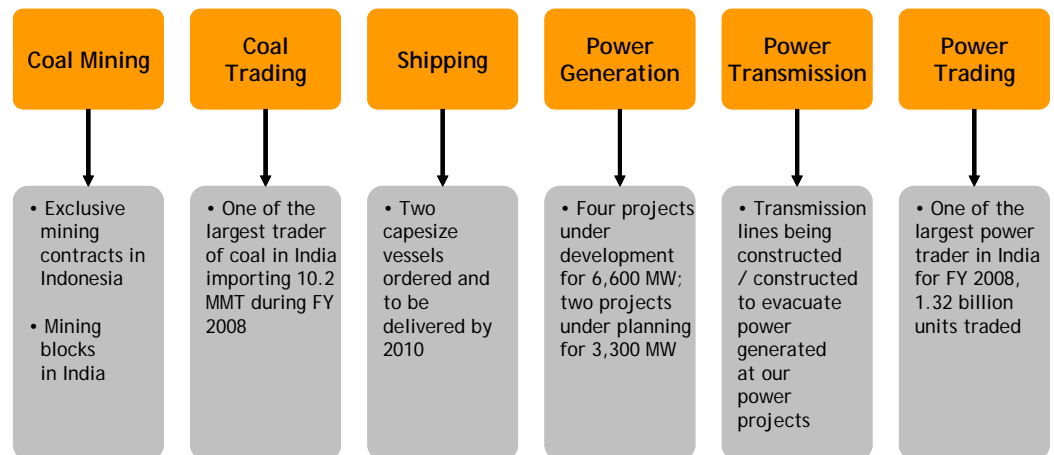 Coal Mining
Coal
Trading
Shipping
Power
Generation
Power
Transmission
Power
Trading
• Exclusive
mining
contracts in
Indonesia
• Mining
blocks
in India
• One of the
largest trader
of coal in India
importing 10.2
MMT during FY
2008
• Two
capesize
vessels
ordered and
to be
delivered by
2010
• Four projects
under
development
for 6,600 MW;
two projects
under planning
for 3,300 MW
• Transmission
lines being
constructed
/ constructed
to evacuate
power
generated
at our
power
projects
• One of the
largest power
trader in India
for FY 2008,
1.32 billion
units traded